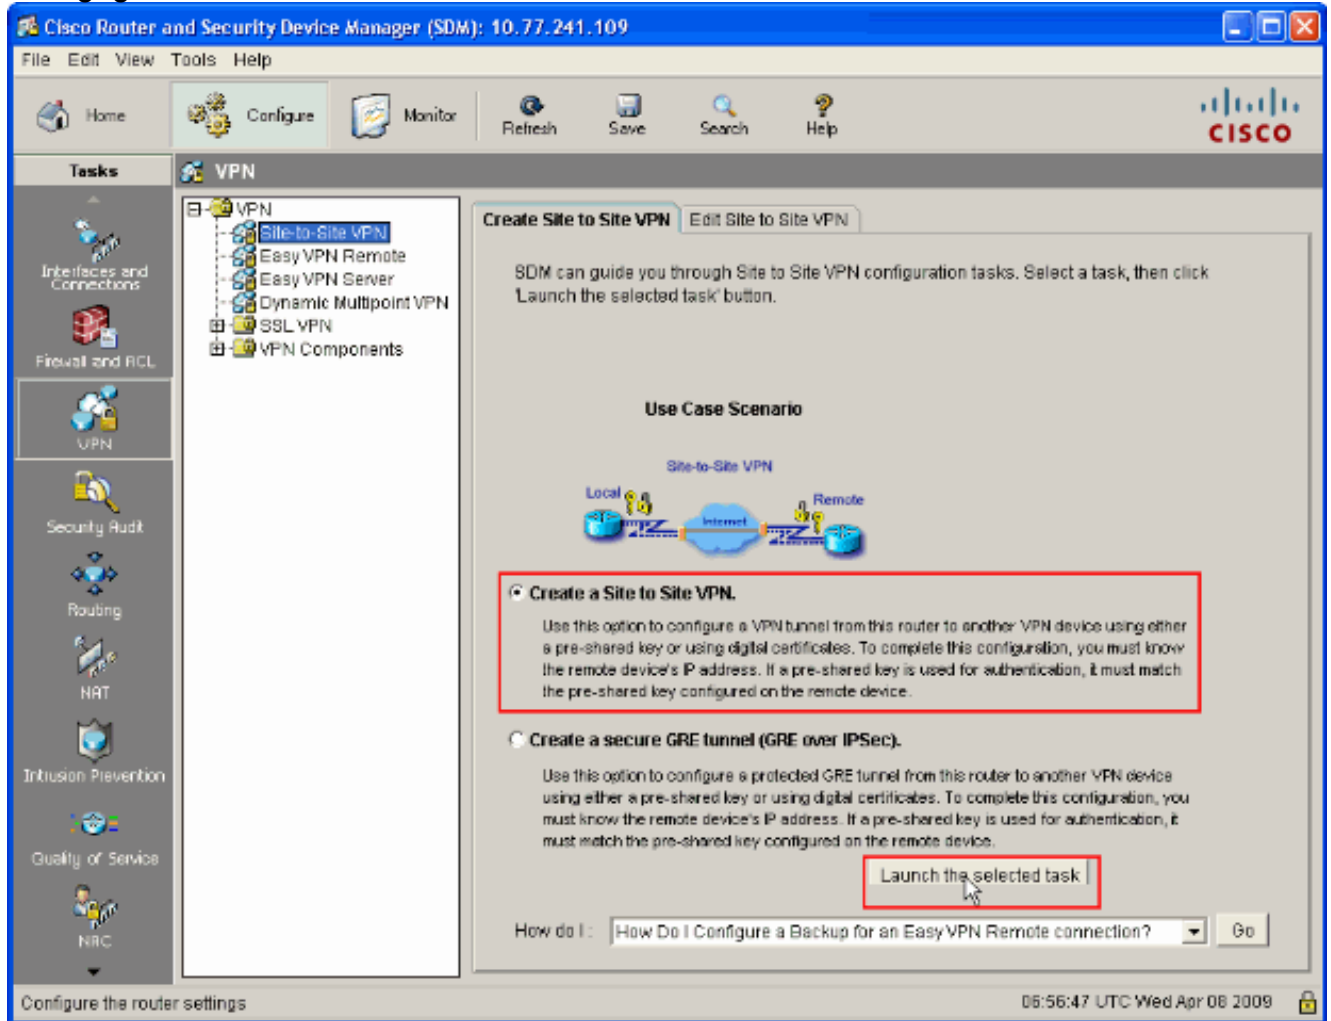 Cisco Router and Security Device Manager (SDM): 10.77.241.109
File Edit View Tools Help
Home Configure Monitor Refresh Save Search Help
CISCO
Tasks
VPN
Interfaces and Connections
Firewall and ACL
VPN
Security Audit
Routing
NAT
Intrusion Prevention
Quality of Service
NAC
VPN
Site-to-Site VPN
Easy VPN Remote
Easy VPN Server
Dynamic Multipoint VPN
SSL VPN
VPN Components
Create Site to Site VPN Edit Site to Site VPN
SDM can guide you through Site to Site VPN configuration tasks. Select a task, then click
'Launch the selected task' button.
Use Case Scenario
Site-to-Site VPN
Local
Remote
Internet
Create a Site to Site VPN.
Use this option to configure a VPN tunnel from this router to another VPN device using either
a pre-shared key or using digital certificates. To complete this configuration, you must know
the remote device's IP address. If a pre-shared key is used for authentication, it must match
the pre-shared key configured on the remote device.
Create a secure GRE tunnel (GRE over IPSec).
Use this option to configure a protected GRE tunnel from this router to another VPN device
using either a pre-shared key or using digital certificates. To complete this configuration, you
must know the remote device's IP address. If a pre-shared key is used for authentication, it
must match the pre-shared key configured on the remote device.
Launch the selected task
How do I : How Do I Configure a Backup for an Easy VPN Remote connection? Go
Configure the router settings
06:56:47 UTC Wed Apr 08 2009